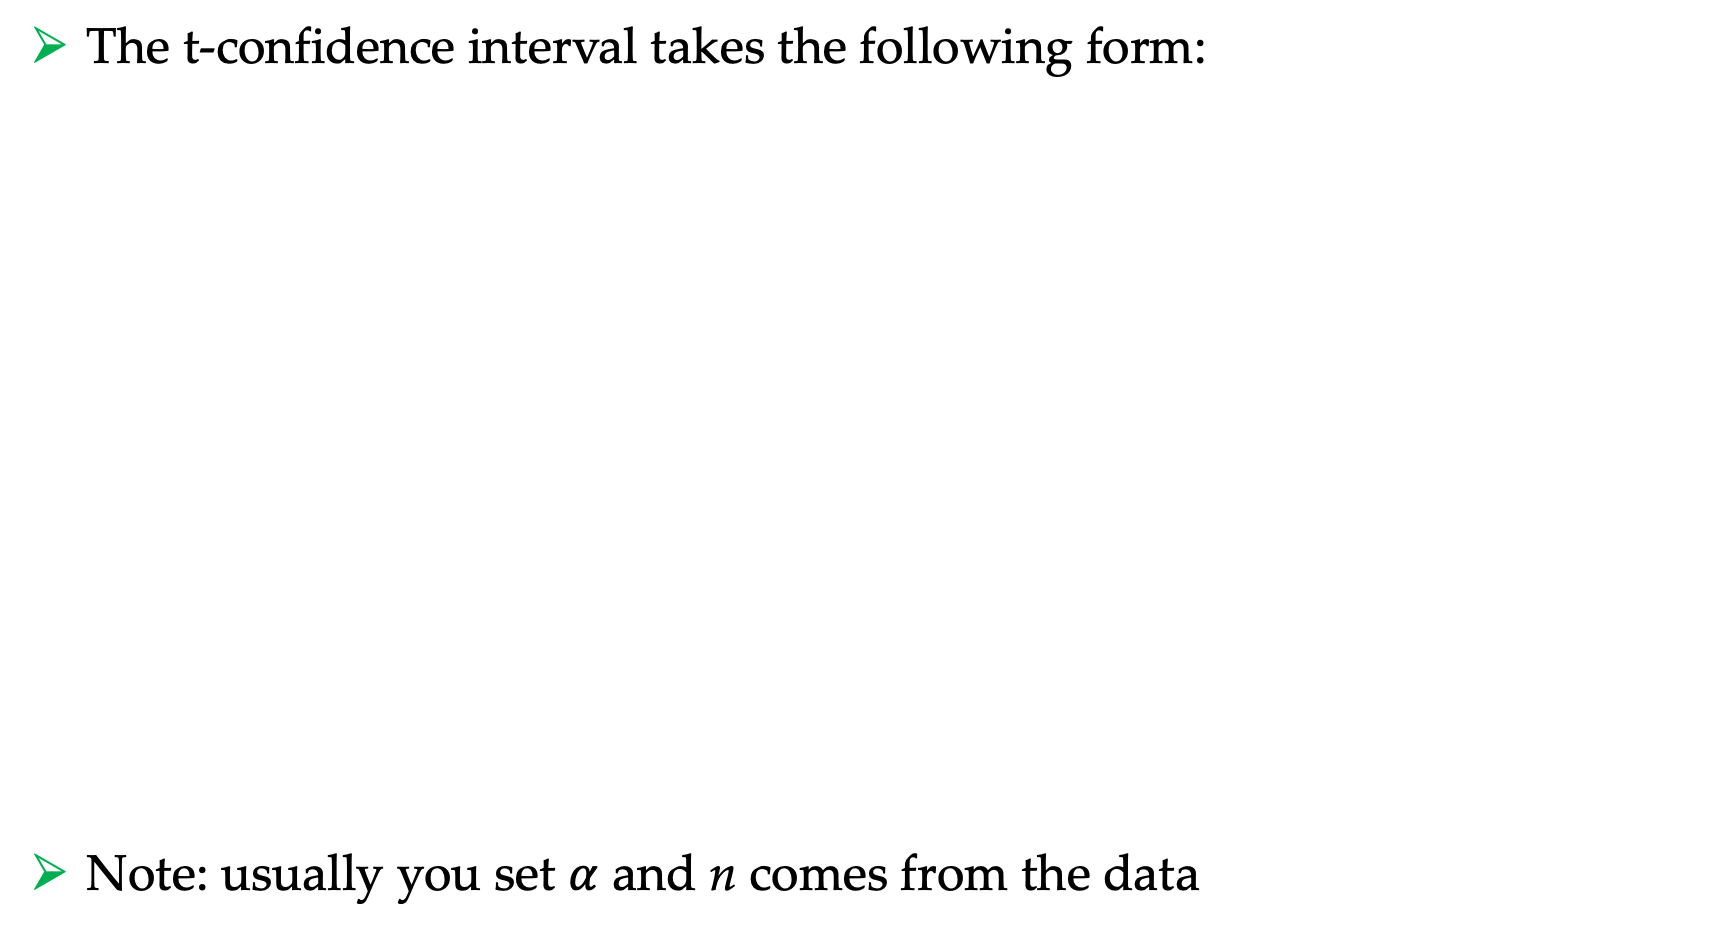 ➢ The t-confidence interval takes the following form:
➢ Note: usually you set α and n comes from the data